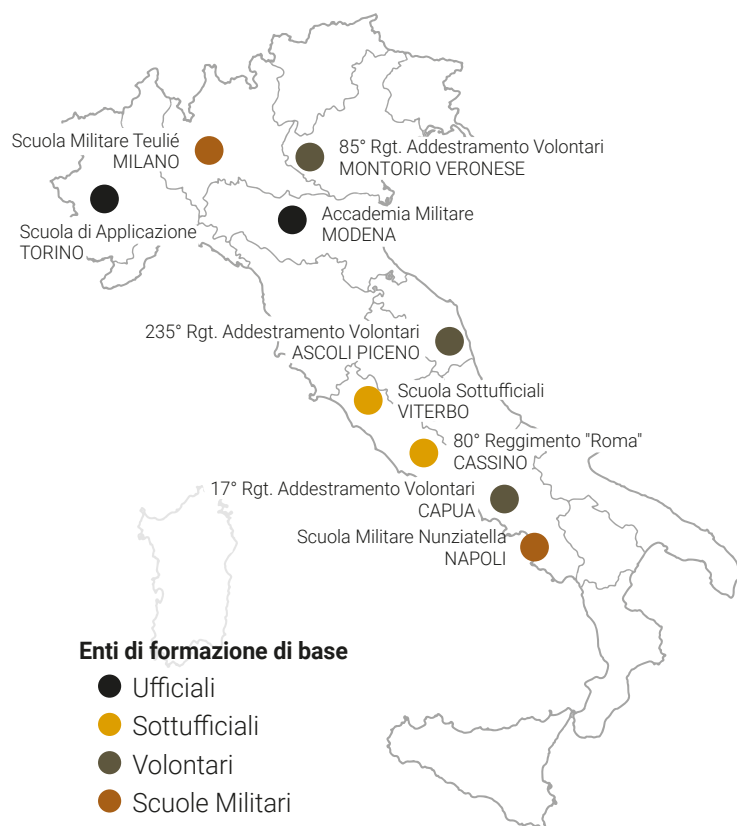 Scuola Militare Teulié
MILANO
85° Rgt. Addestramento Volontari
MONTORIO VERONESE
Scuola di Applicazione
TORINO
Accademia Militare
MODENA
235° Rgt. Addestramento Volontari
ASCOLI PICENO
Scuola Sottufficiali
VITERBO
80° Reggimento "Roma"
CASSINO
17° Rgt. Addestramento Volontari
CAPUA
Scuola Militare Nunziatella
NAPOLI
Enti di formazione di base
Ufficiali
Sottufficiali
Volontari
Scuole Militari